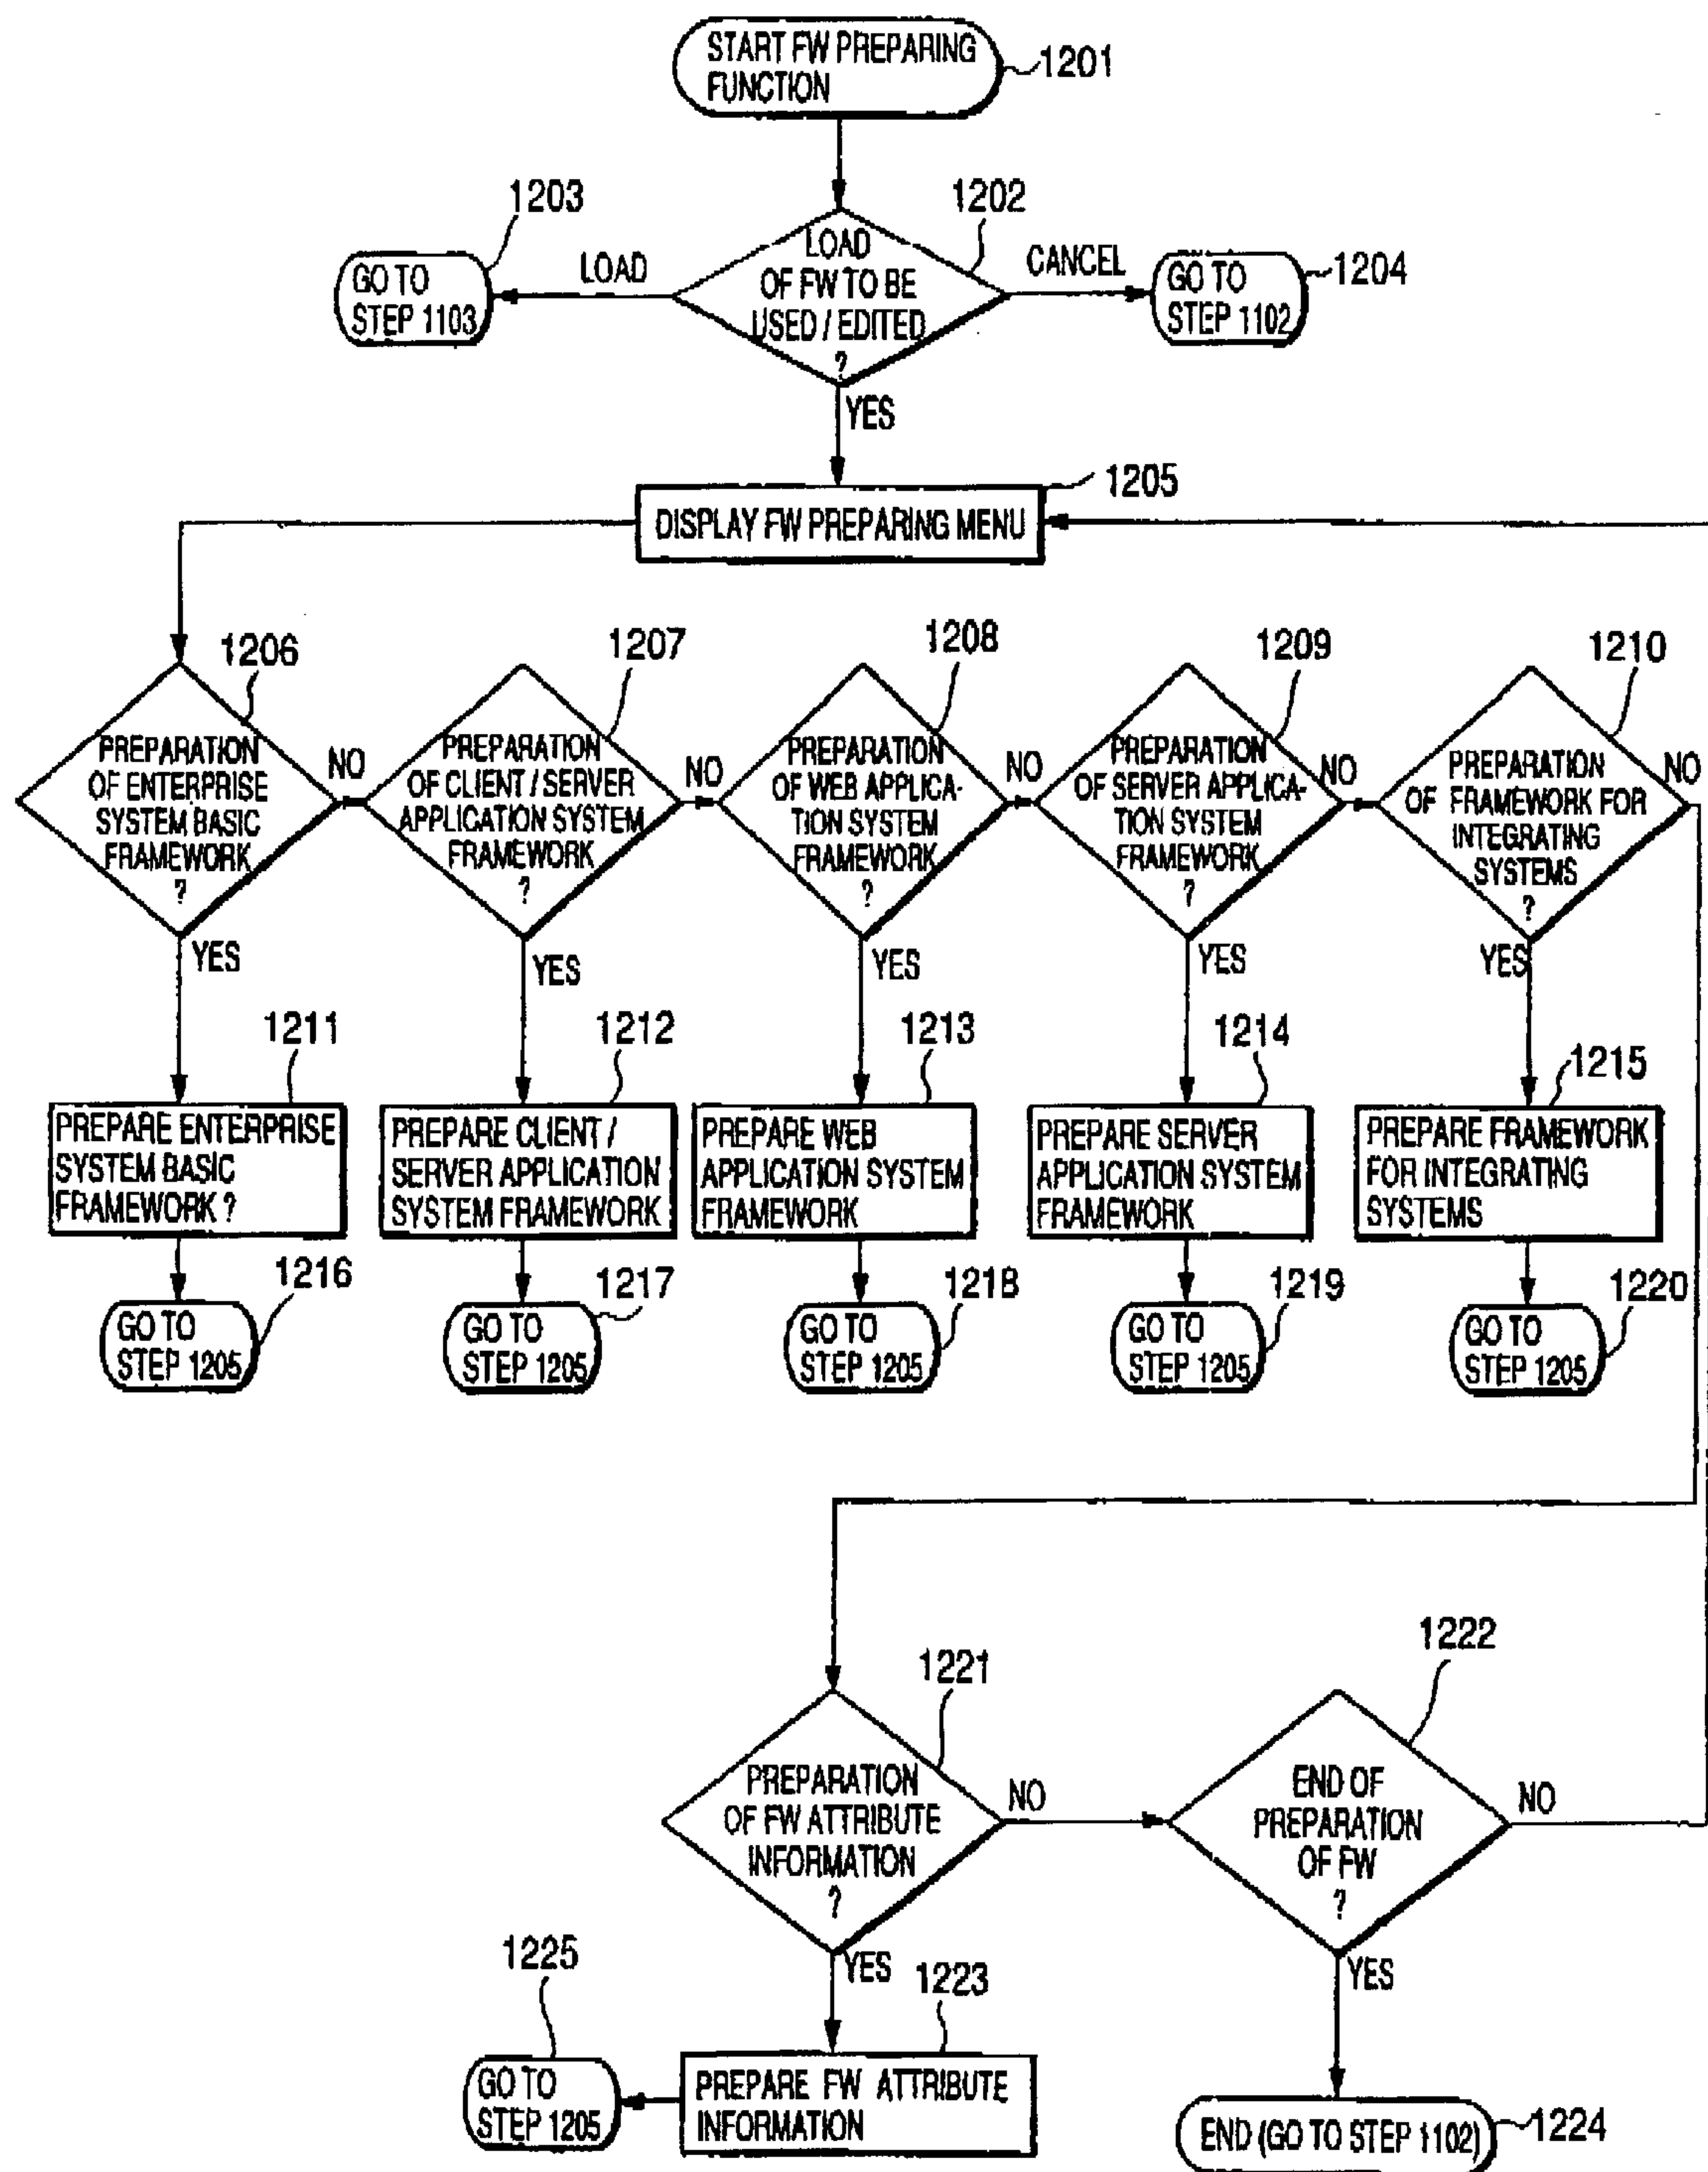 START FW PREPARING
FUNCTION
1201
1203
1202
LOAD
OF FW TO BE
USED / EDITED
?
LOAD
CANCEL
GO TO
STEP 1103
GO TO
STEP 1102
1204
YES
1205
DISPLAY FW PREPARING MENU
1206
1207
1208
1209
1210
PREPARATION
OF ENTERPRISE
SYSTEM BASIC
FRAMEWORK
?
NO
PREPARATION
OF CLIENT / SERVER
APPLICATION SYSTEM
FRAMEWORK
?
NO
PREPARATION
OF WEB APPLICA-
TION SYSTEM
FRAMEWORK
?
NO
PREPARATION
OF SERVER APPLICA-
TION SYSTEM
FRAMEWORK
?
NO
PREPARATION
OF FRAMEWORK FOR
INTEGRATING
SYSTEMS
?
NO
YES
YES
YES
YES
YES
1211
1212
1213
1214
1215
PREPARE ENTERPRISE
SYSTEM BASIC
FRAMEWORK ?
PREPARE CLIENT /
SERVER APPLICATION
SYSTEM FRAMEWORK
PREPARE WEB
APPLICATION SYSTEM
FRAMEWORK
PREPARE SERVER
APPLICATION SYSTEM
FRAMEWORK
PREPARE FRAMEWORK
FOR INTEGRATING
SYSTEMS
1216
1217
1218
1219
1220
GO TO
STEP 1205
GO TO
STEP 1205
GO TO
STEP 1205
GO TO
STEP 1205
GO TO
STEP 1205
1221
1222
PREPARATION
OF FW ATTRIBUTE
INFORMATION
?
NO
END OF
PREPARATION
OF FW
?
NO
YES
YES
1225
1223
GO TO
STEP 1205
PREPARE FW ATTRIBUTE
INFORMATION
END (GO TO STEP 1102)
1224